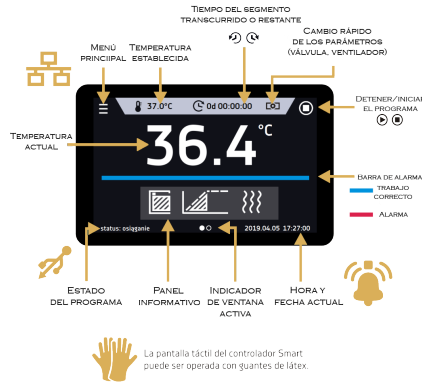 TIEMPO DEL SEGMENTO
TRANSCURRIDO O RESTANTE
CAMBIO RÁPIDO
DE LOS PARÁMETROS
(VÁLVULA, VENTILADOR)
MENÚ
PRINCIIPAL
TEMPERATURA
ESTABLECIDA
DETENER/INICIAR
EL PROGRAMA
37.0°C
0d 00:00:00
TEMPERATURA
ACTUAL
36.4°C
BARRA DE ALARMA
TRABAJO
CORRECTO
ALARMA
status: osiąganie
2019.04.05 17:27:00
ESTADO
DEL PROGRAMA
PANEL
INFORMATIVO
INDICADOR
DE VENTANA
ACTIVA
HORA Y
FECHA ACTUAL
La pantalla táctil del controlador Smart
puede ser operada con guantes de látex.